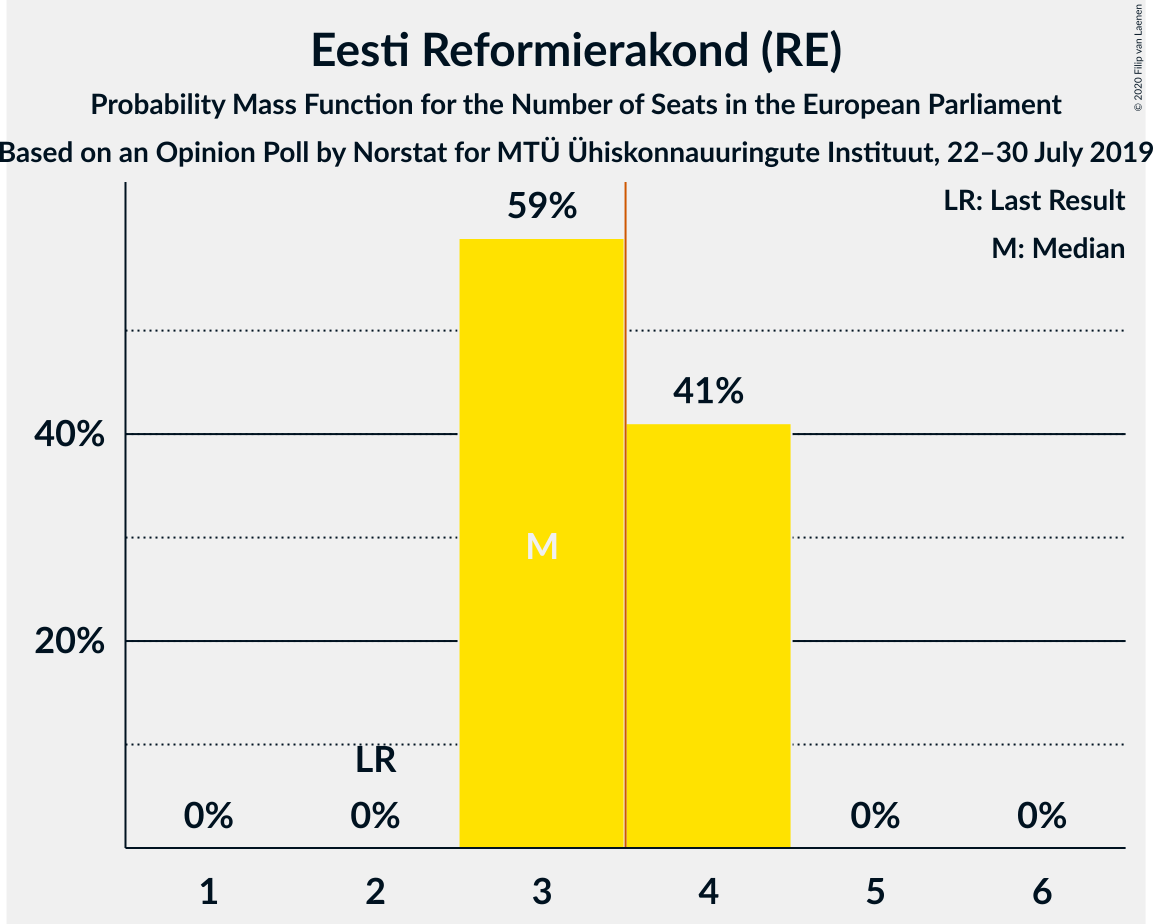 Eesti Reformierakond (RE)
Probability Mass Function for the Number of Seats in the European Parliament
Based on an Opinion Poll by Norstat for MTÜ Ühiskonnauuringute Instituut, 22–30 July 2019
© 2020 Filip van Laenen
LR: Last Result
M: Median
59%
41%
40%
M
20%
LR
0%
0%
0%
0%
1
2
3
4
5
6